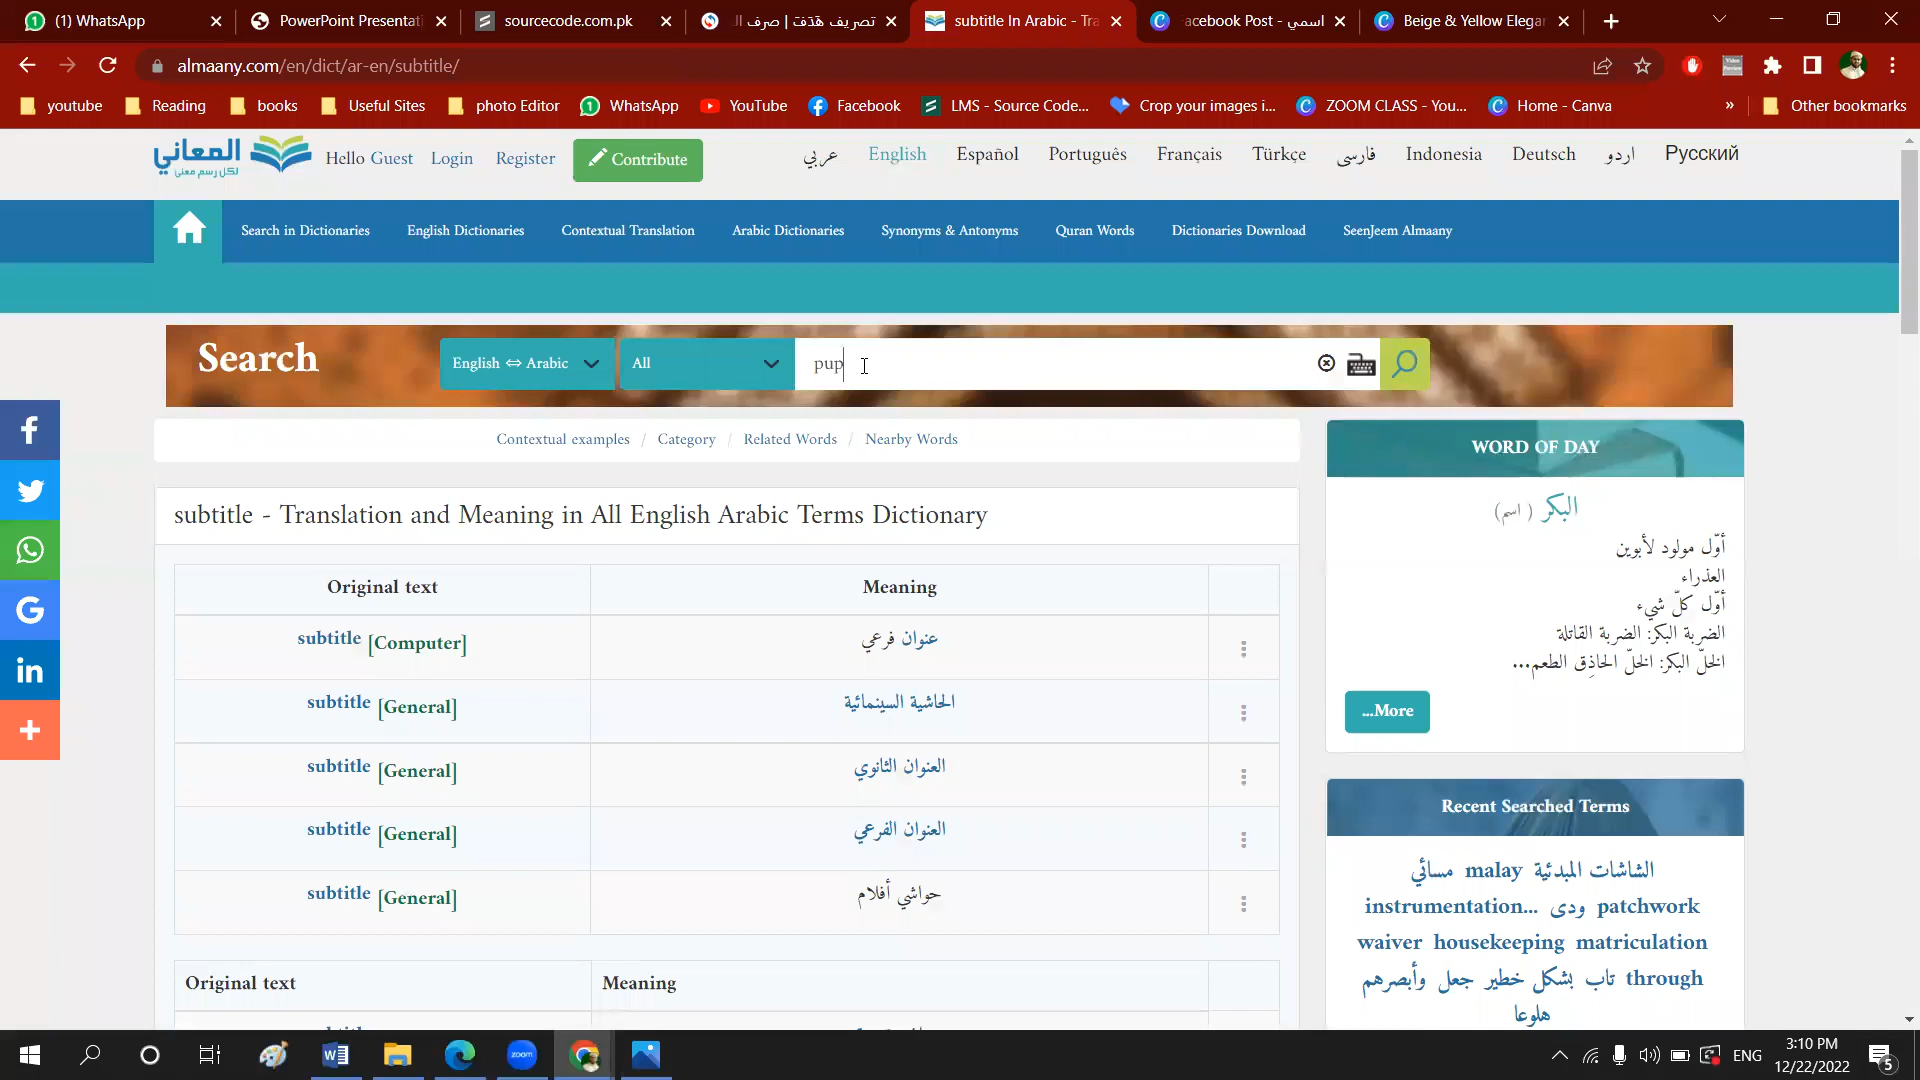 (1) WhatsApp
PowerPoint Presentati
sourcecode.com.pk
تصريف هَدَفَت | صرف ال
subtitle In Arabic - Tra
acebook Post - اسمي
Beige & Yellow Elegan
almaany.com/en/dict/ar-en/subtitle/
youtube Reading books Useful Sites photo Editor WhatsApp YouTube Facebook LMS - Source Code... Crop your images i... ZOOM CLASS - You... Home - Canva » Other bookmarks
المعاني
لكل رسم معنى
Hello Guest Login Register Contribute عربي English Español Português Français Türkçe فارسی Indonesia Deutsch اردو Русский
Search in Dictionaries English Dictionaries Contextual Translation Arabic Dictionaries Synonyms & Antonyms Quran Words Dictionaries Download SeenJeem Almaany
Search English ⇔ Arabic All pup
Contextual examples / Category / Related Words / Nearby Words
subtitle - Translation and Meaning in All English Arabic Terms Dictionary
Original text Meaning
subtitle [Computer] عنوان فرعي
subtitle [General] الحاشية السينمائية
subtitle [General] العنوان الثانوي
subtitle [General] العنوان الفرعي
subtitle [General] حواشي أفلام
Original text Meaning
WORD OF DAY
البكر ( اسم)
أوّل مولود لأبوين
العذراء
أوّل كلّ شيء
الضربة البكر: الضربة القاتلة
الخلّ البكر: الخلّ الحاذِق الطعم...
...More
Recent Searched Terms
الشاشات المبدئية malay مسائي
instrumentation... ودى patchwork
waiver housekeeping matriculation
through تاب بشكل خطير جعل وأبصرهم
هلوعا
zoom
ENG
3:10 PM
12/22/2022
5